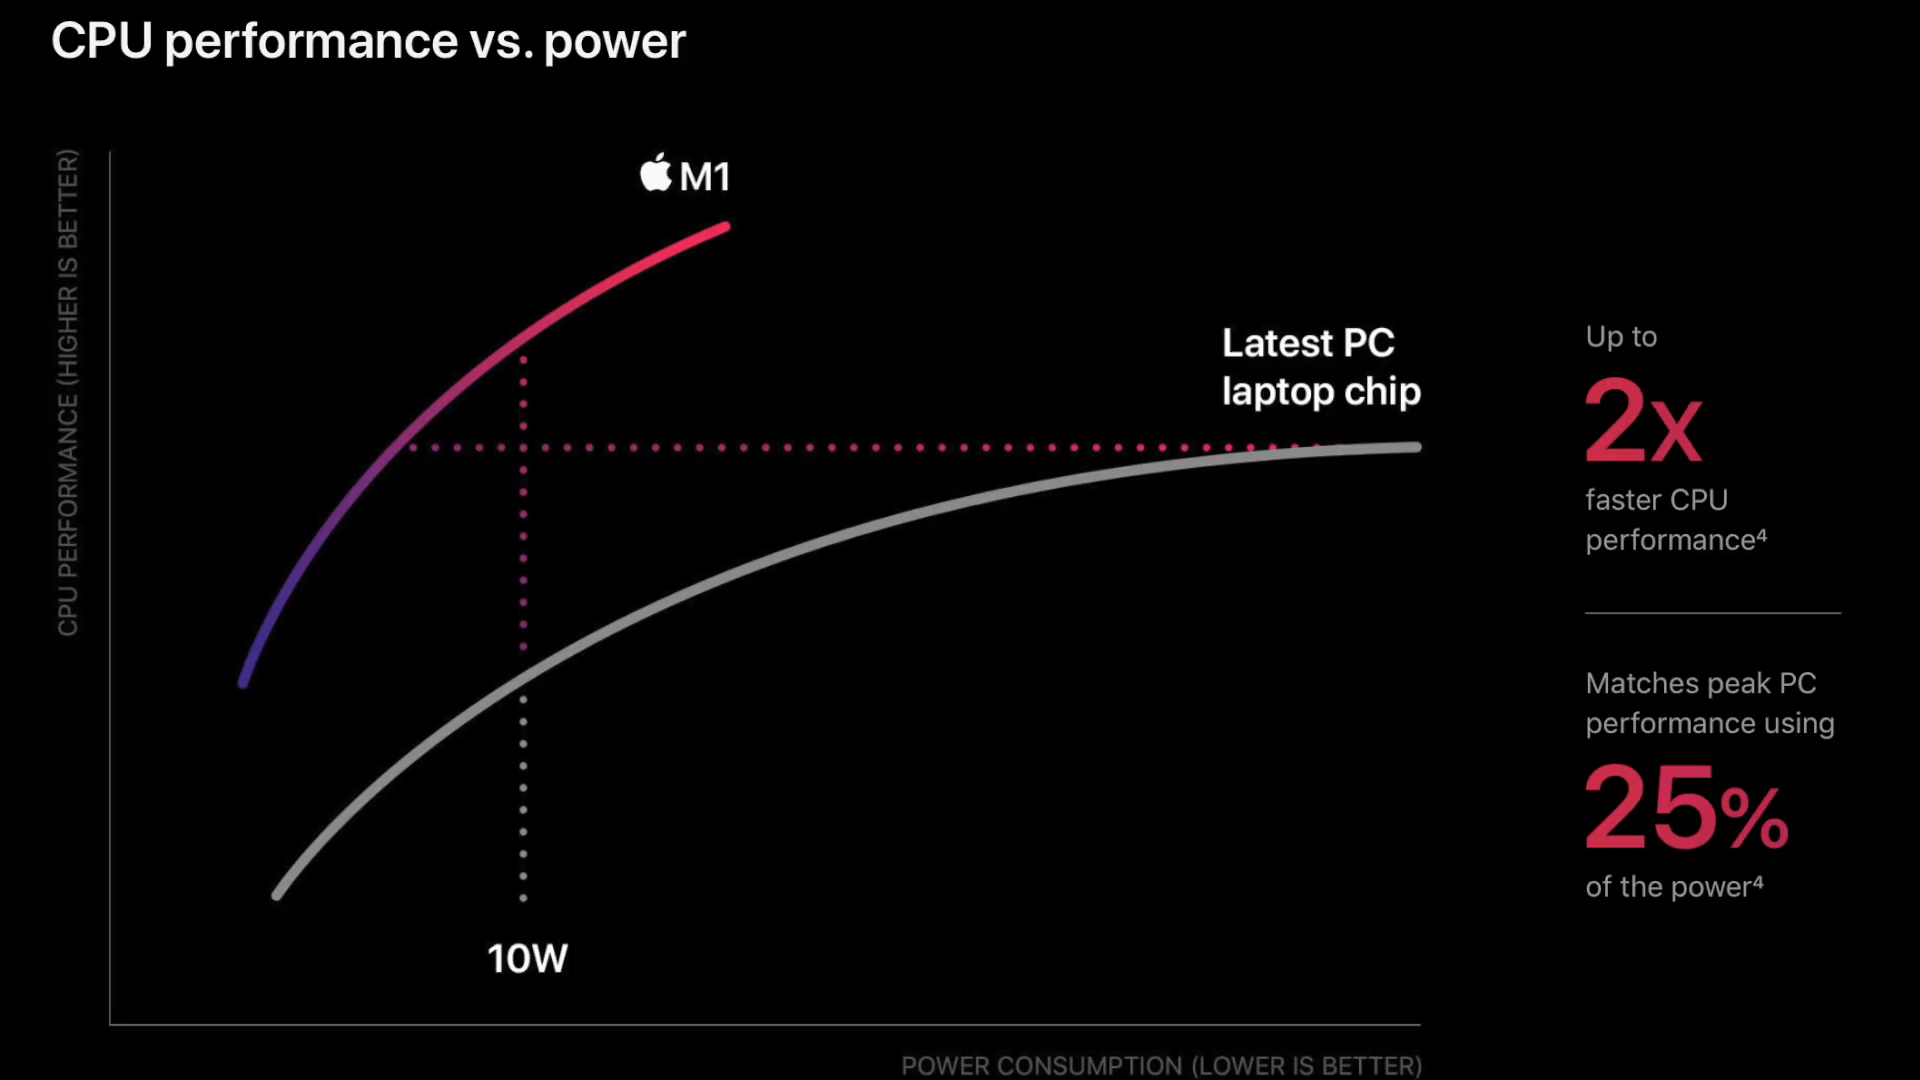 CPU performance vs. power
CPU PERFORMANCE (HIGHER IS BETTER)
M1
Latest PC
laptop chip
10W
POWER CONSUMPTION (LOWER IS BETTER)
Up to
2x
faster CPU
performance⁴
Matches peak PC
performance using
25%
of the power⁴